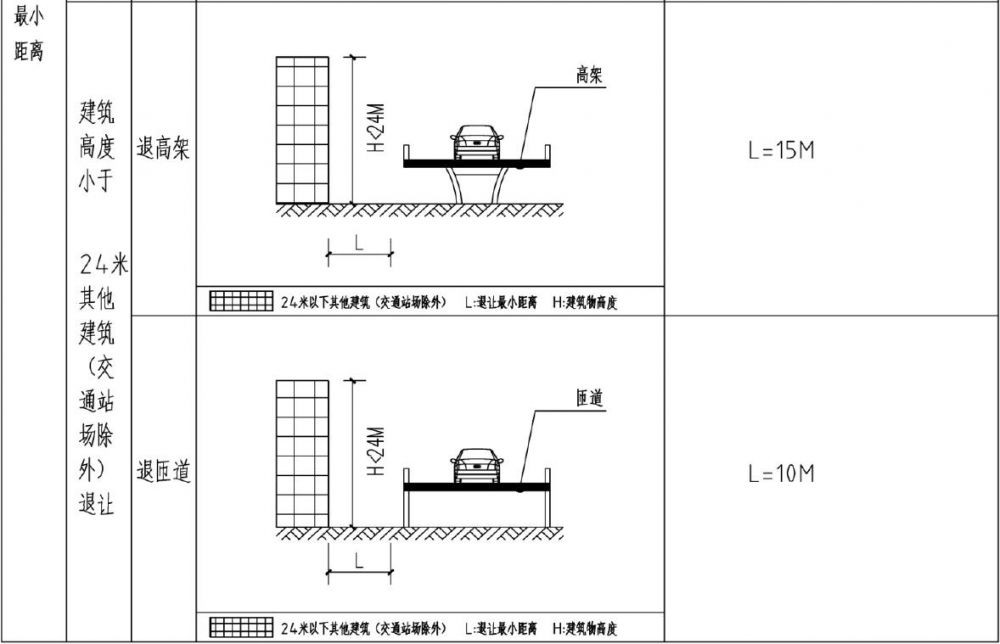 最小
距离
建筑
高度
小于
24米
其他
建筑
（交
通站
场除
外）
退让
退高架
H<24M
高架
L
L=15M
24米以下其他建筑（交通站场除外） L:退让最小距离 H:建筑物高度
退匝道
H<24M
匝道
L
L=10M
24米以下其他建筑（交通站场除外） L:退让最小距离 H:建筑物高度